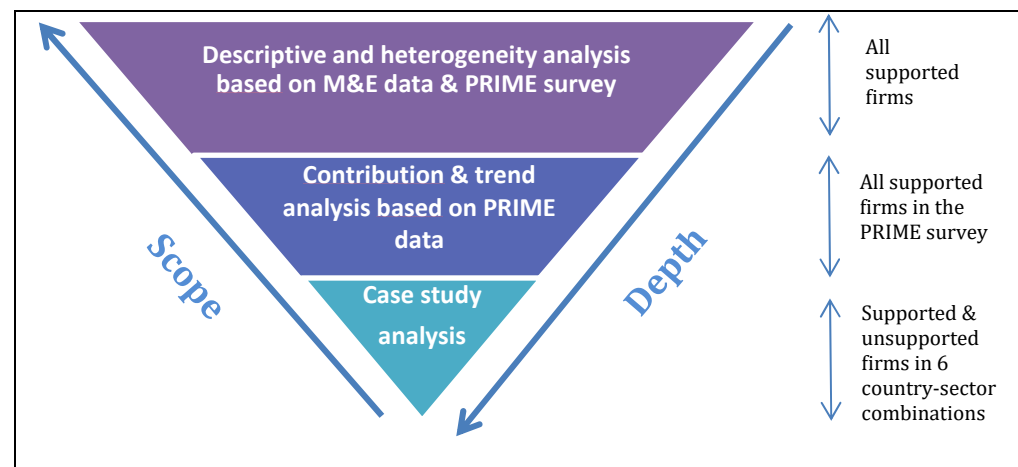 Descriptive and heterogeneity analysis
based on M&E data & PRIME survey
All
supported
firms
Contribution & trend
analysis based on PRIME
data
All supported
firms in the
PRIME survey
Scope
Depth
Case study
analysis
Supported &
unsupported
firms in 6
country-sector
combinations